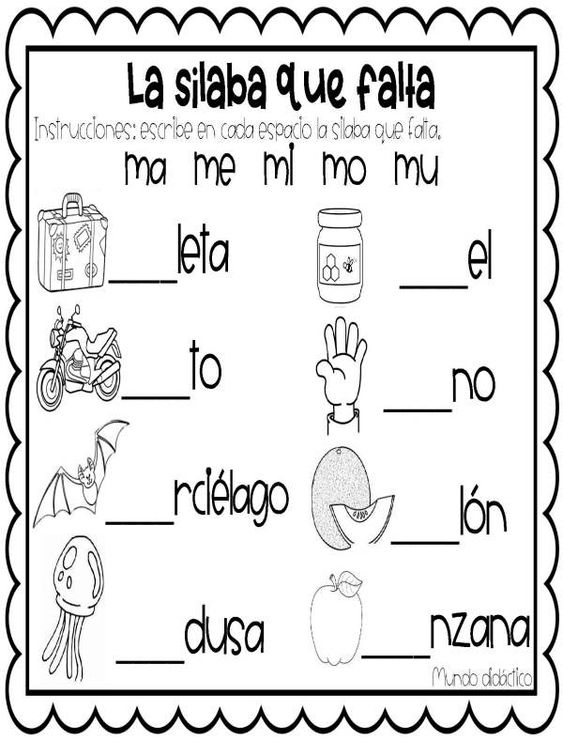 La silaba que falta
Instrucciones: escribe en cada espacio la silaba que falta.
ma me mi mo mu
____leta
____el
____to
____no
____rciélago
____lón
____dusa
____nzana
Mundo didáctico